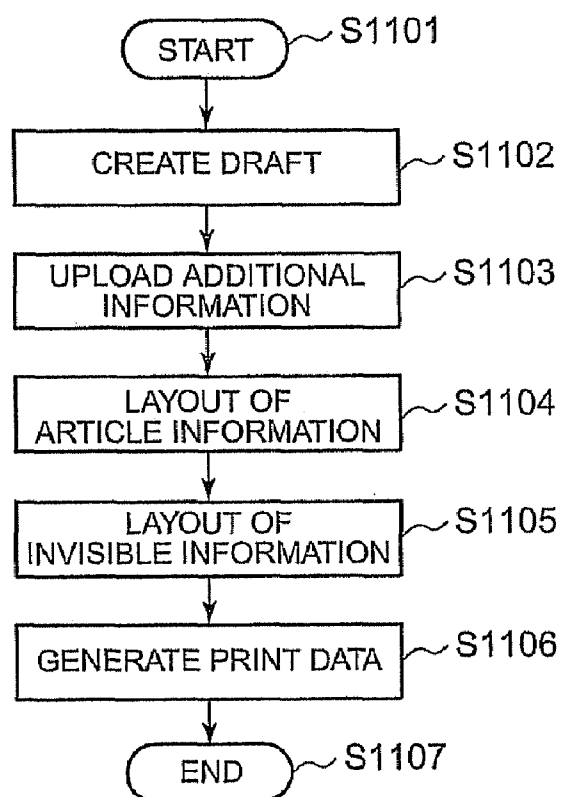 START S1101
CREATE DRAFT S1102
UPLOAD ADDITIONAL
INFORMATION S1103
LAYOUT OF
ARTICLE INFORMATION S1104
LAYOUT OF
INVISIBLE INFORMATION S1105
GENERATE PRINT DATA S1106
END S1107